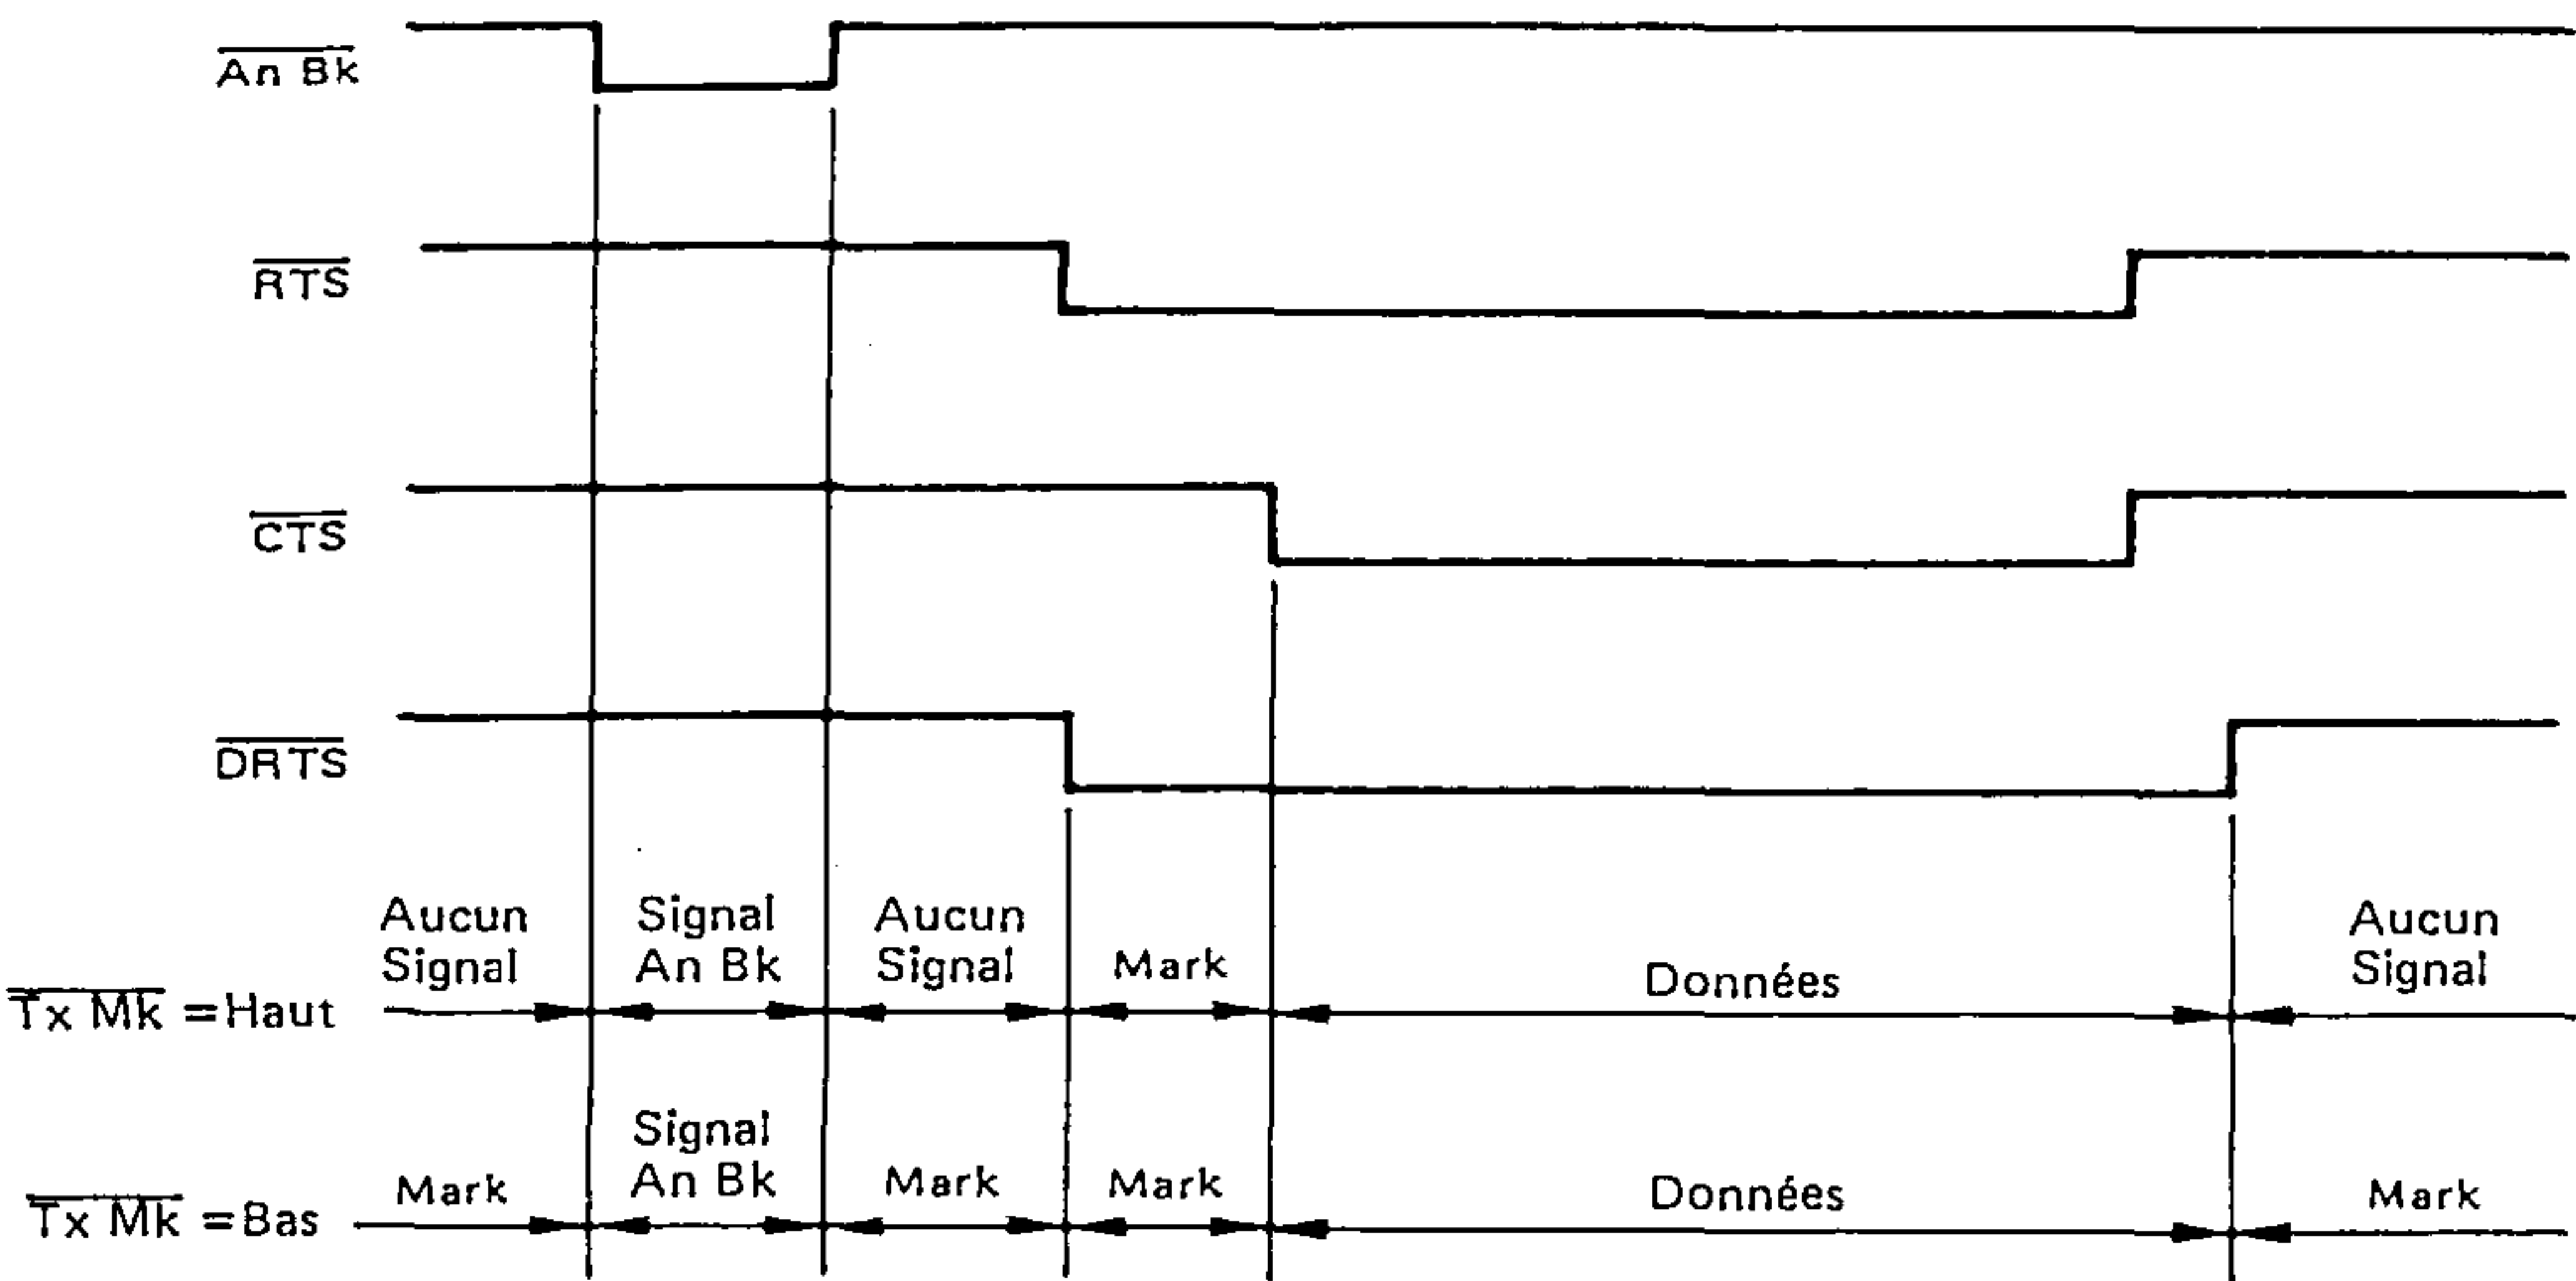 An Bk
RTS
CTS
DRTS
Aucun Signal An Bk Aucun Signal Mark Données Aucun Signal
Tx Mk = Haut
Signal An Bk
Mark Mark Mark Données Mark
Tx Mk = Bas